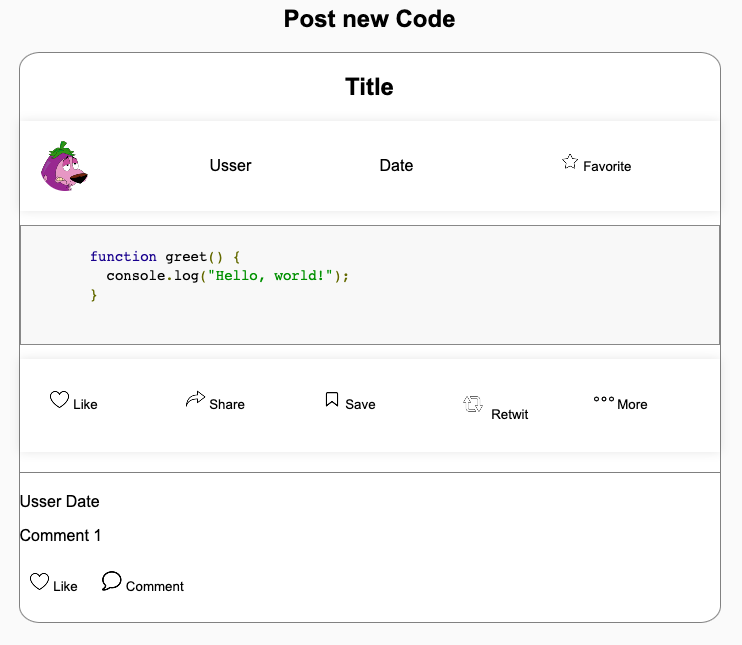 Post new Code
Title
Usser Date Favorite
function greet() {
  console.log("Hello, world!");
}
Like Share Save Retwit More
Usser Date
Comment 1
Like Comment